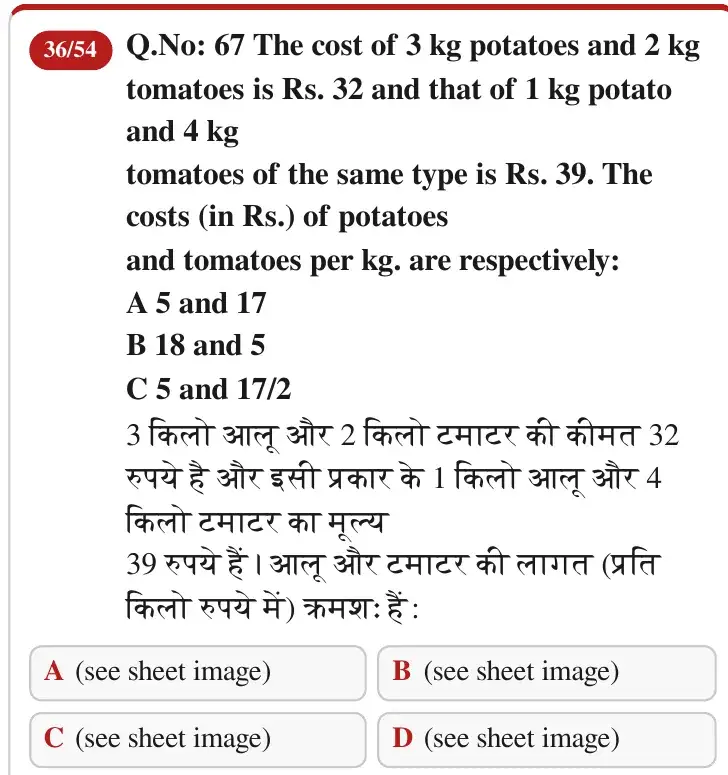 36/54 Q.No: 67 The cost of 3 kg potatoes and 2 kg
tomatoes is Rs. 32 and that of 1 kg potato
and 4 kg
tomatoes of the same type is Rs. 39. The
costs (in Rs.) of potatoes
and tomatoes per kg. are respectively:
A 5 and 17
B 18 and 5
C 5 and 17/2
3 किलो आलू और 2 किलो टमाटर की कीमत 32
रुपये है और इसी प्रकार के 1 किलो आलू और 4
किलो टमाटर का मूल्य
39 रुपये हैं। आलू और टमाटर की लागत (प्रति
किलो रुपये में) क्रमशः हैं :
A (see sheet image) B (see sheet image)
C (see sheet image) D (see sheet image)